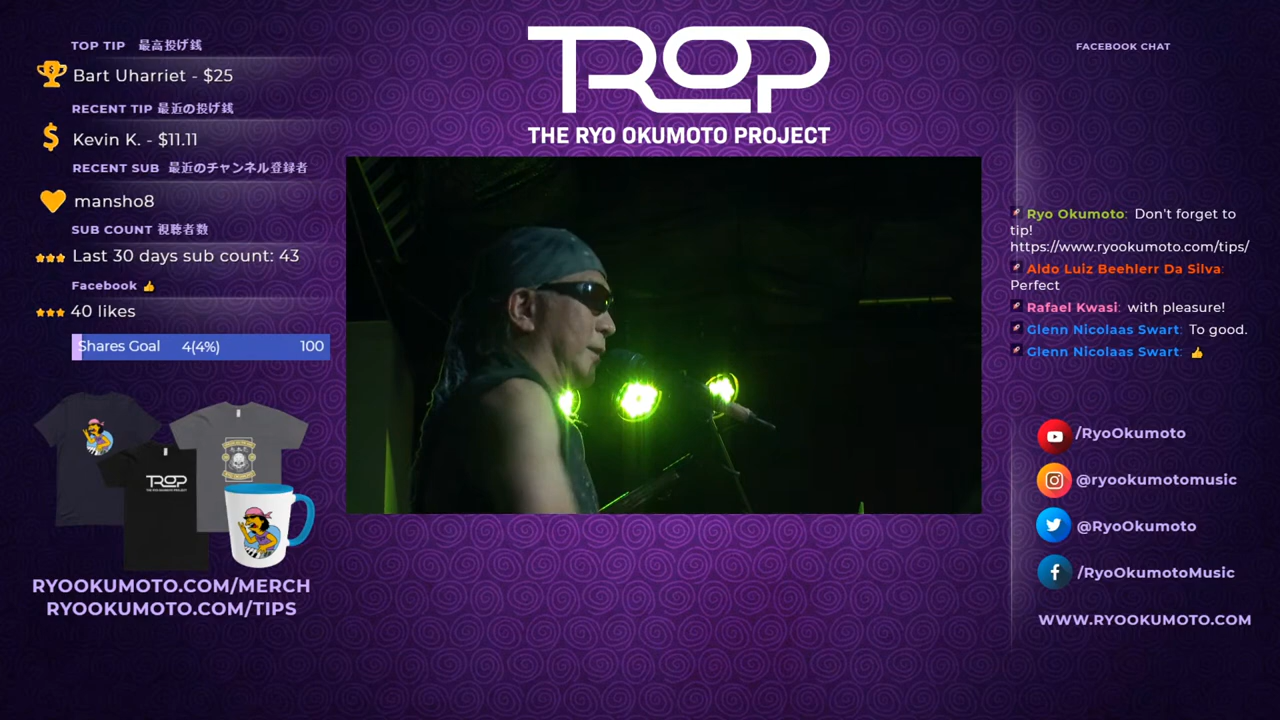 TOP TIP 最高投げ銭
Bart Uharriet - $25
RECENT TIP 最近の投げ銭
Kevin K. - $11.11
RECENT SUB 最近のチャンネル登録者
mansho8
SUB COUNT 視聴者数
Last 30 days sub count: 43
Facebook 👍
40 likes
Shares Goal 4(4%) 100
TROP
THE RYO OKUMOTO PROJECT
RYOOKUMOTO.COM/MERCH
RYOOKUMOTO.COM/TIPS
TROP
THE RYO OKUMOTO PROJECT
FACEBOOK CHAT
Ryo Okumoto: Don't forget to
tip!
https://www.ryookumoto.com/tips/
Aldo Luiz Beehlerr Da Silva:
Perfect
Rafael Kwasi: with pleasure!
Glenn Nicolaas Swart: To good.
Glenn Nicolaas Swart: 👍
/RyoOkumoto
@ryookumotomusic
@RyoOkumoto
/RyoOkumotoMusic
WWW.RYOOKUMOTO.COM